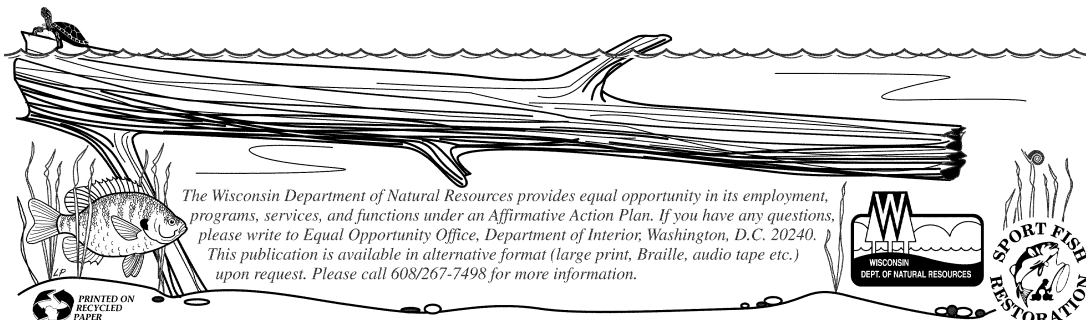 The Wisconsin Department of Natural Resources provides equal opportunity in its employment,
programs, services, and functions under an Affirmative Action Plan. If you have any questions,
please write to Equal Opportunity Office, Department of Interior, Washington, D.C. 20240.
This publication is available in alternative format (large print, Braille, audio tape etc.)
upon request. Please call 608/267-7498 for more information.
LP
PRINTED ON
RECYCLED
PAPER
W
WISCONSIN
DEPT. OF NATURAL RESOURCES
SPORT FISH
RESTORATION